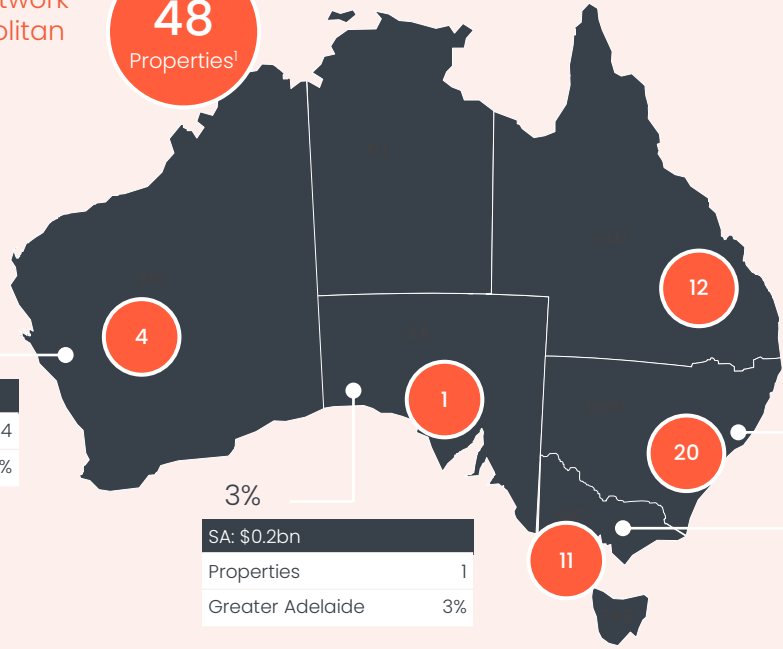 twork
olitan
48
Properties¹
12
4
1
4
20
%
3%
SA: $0.2bn
11
Properties 1
Greater Adelaide 3%